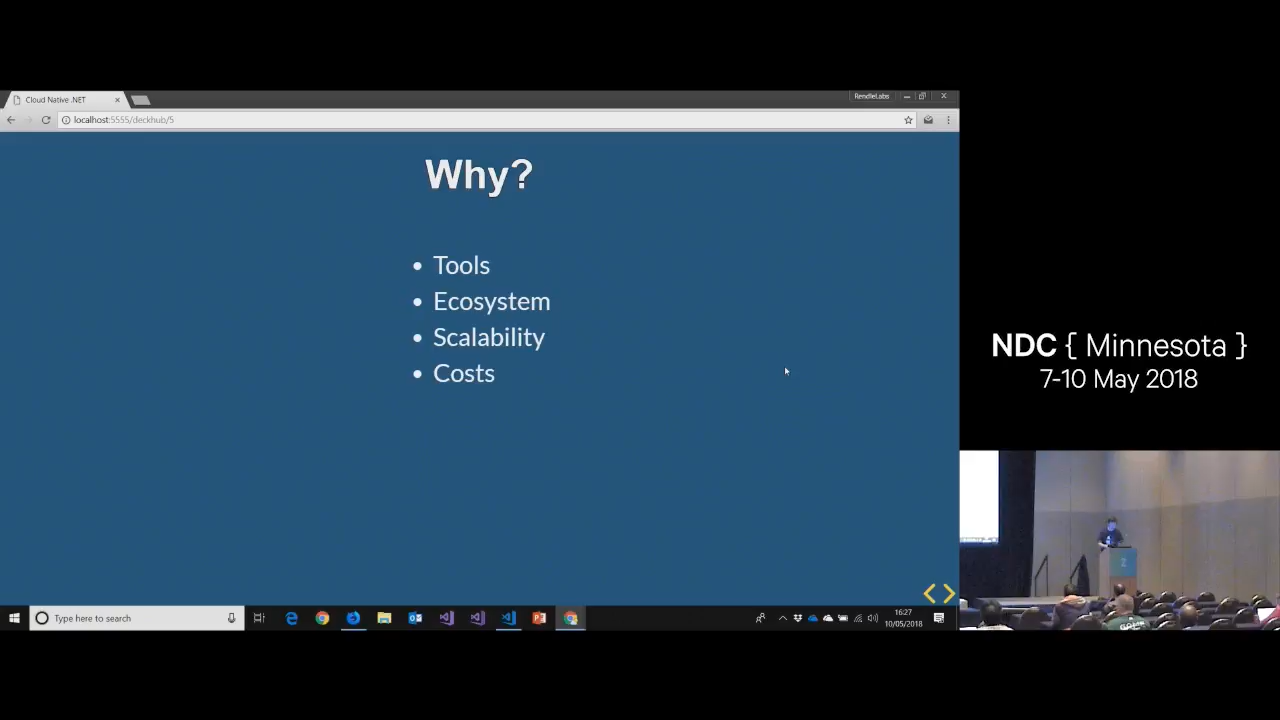 Cloud Native .NET
RendleLabs
localhost:5555/deckhub/5
Why?
• Tools
• Ecosystem
• Scalability
• Costs
NDC { Minnesota }
7-10 May 2018
Type here to search
16:27
10/05/2018